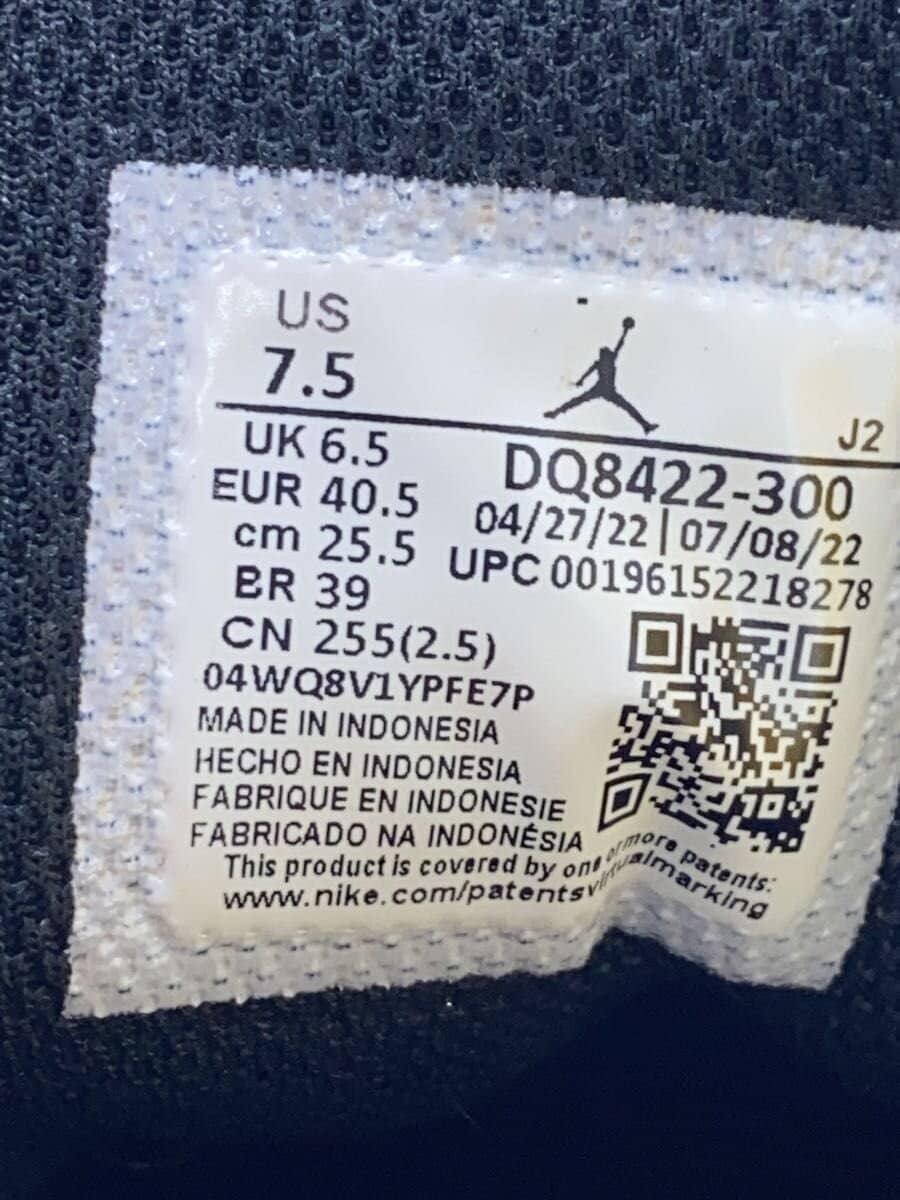 US
7.5
J2
UK 6.5
EUR 40.5
cm 25.5
BR 39
CN 255(2.5)
DQ8422-300
04/27/22 | 07/08/22
UPC 00196152218278
04WQ8V1YPFE7P
MADE IN INDONESIA
HECHO EN INDONESIA
FABRIQUE EN INDONESIE
FABRICADO NA INDONÉSIA
This product is covered by one or more patents:
www.nike.com/patentsvirtualmarking